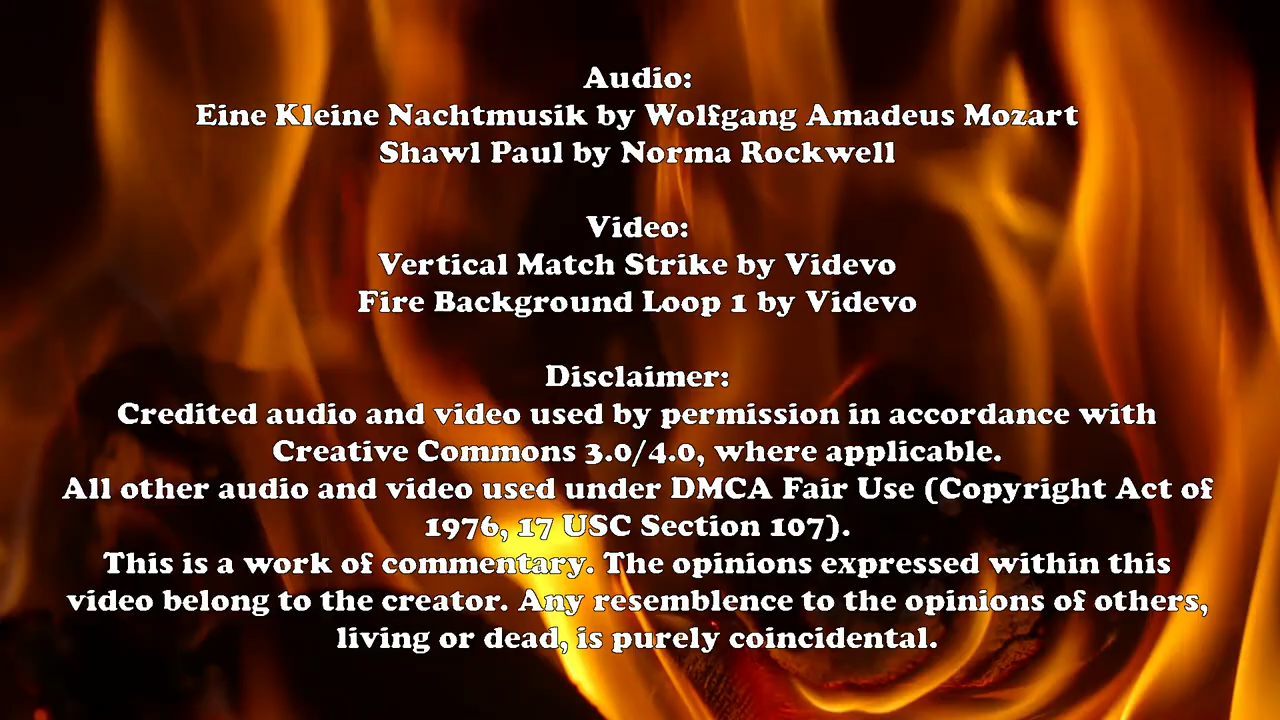 Audio:
Eine Kleine Nachtmusik by Wolfgang Amadeus Mozart
Shawl Paul by Norma Rockwell
Video:
Vertical Match Strike by Videvo
Fire Background Loop 1 by Videvo
Disclaimer:
Credited audio and video used by permission in accordance with
Creative Commons 3.0/4.0, where applicable.
All other audio and video used under DMCA Fair Use (Copyright Act of
1976, 17 USC Section 107).
This is a work of commentary. The opinions expressed within this
video belong to the creator. Any resemblence to the opinions of others,
living or dead, is purely coincidental.